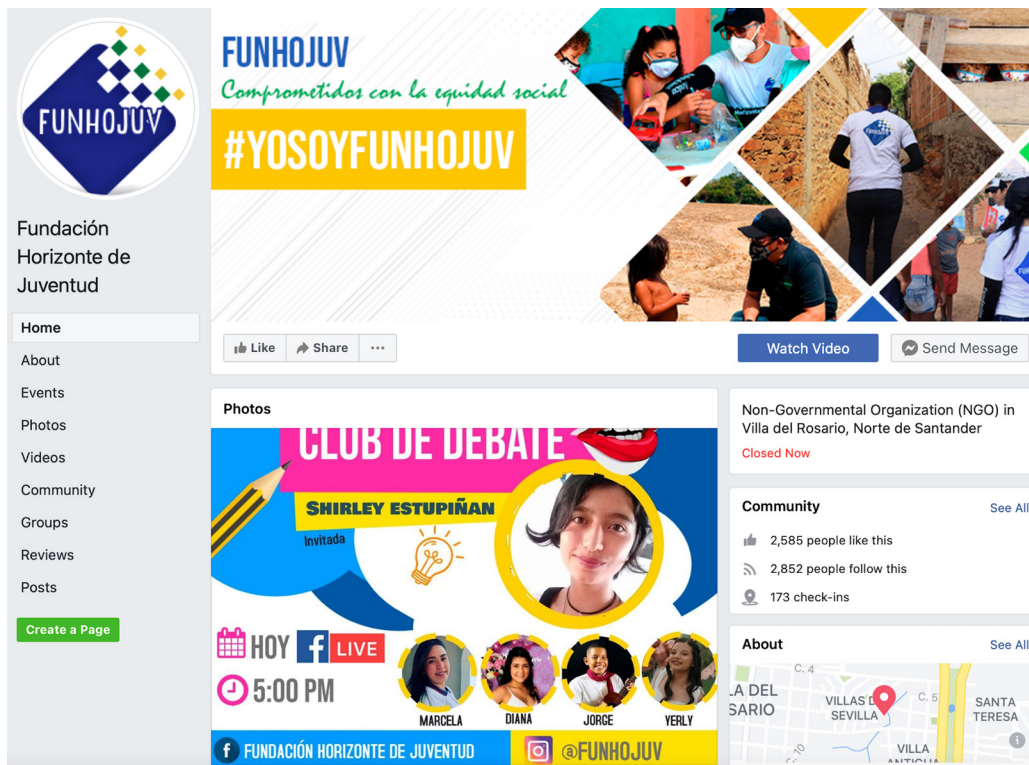 FUNHOJUV
Fundación
Horizonte de
Juventud
Home
About
Events
Photos
Videos
Community
Groups
Reviews
Posts
Create a Page
FUNHOJUV
Comprometidos con la equidad social
#YOSOYFUNHOJUV
Like
Share
Watch Video
Send Message
Photos
CLUB DE DEBATE
SHIRLEY ESTUPIÑAN
Invitada
HOY f LIVE
5:00 PM
MARCELA
DIANA
JORGE
YERLY
f FUNDACIÓN HORIZONTE DE JUVENTUD
@FUNHOJUV
Non-Governmental Organization (NGO) in
Villa del Rosario, Norte de Santander
Closed Now
Community
See All
2,585 people like this
2,852 people follow this
173 check-ins
About
See All
C. 4
LA DEL
SARIO
VILLAS D
SEVILLA
C. 5
SANTA
TERESA
VILLA
ANTIGUA